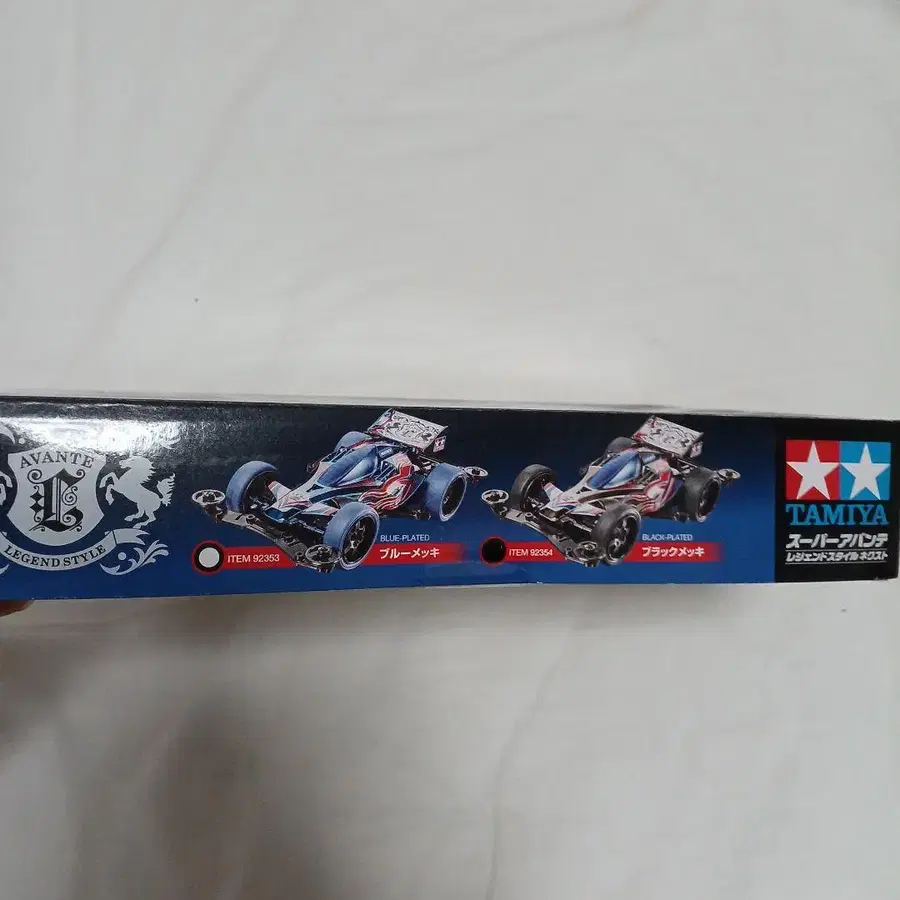 AVANTE
L
LEGEND STYLE
BLUE-PLATED
ITEM 92353
ブルーメッキ
BLACK-PLATED
ITEM 92354
ブラックメッキ
TAMIYA
スーパーアバンテ
レジェンドスタイル ネクスト